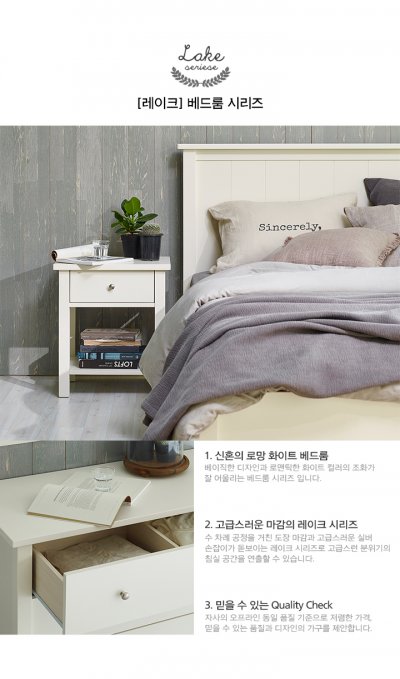 Lake
seriese
[레이크] 베드룸 시리즈
Sincerely,
LOFTS
1. 신혼의 로망 화이트 베드룸
베이직한 디자인과 로맨틱한 화이트 컬러의 조화가
잘 어울리는 베드룸 시리즈 입니다.
2. 고급스러운 마감의 레이크 시리즈
수 차례 공정을 거친 도장 마감과 고급스러운 실버
손잡이가 돋보이는 레이크 시리즈로 고급스런 분위기의
침실 공간을 연출할 수 있습니다.
3. 믿을 수 있는 Quality Check
자사의 오프라인 동일 품질 기준으로 저렴한 가격,
믿을 수 있는 품질과 디자인의 가구를 제안합니다.